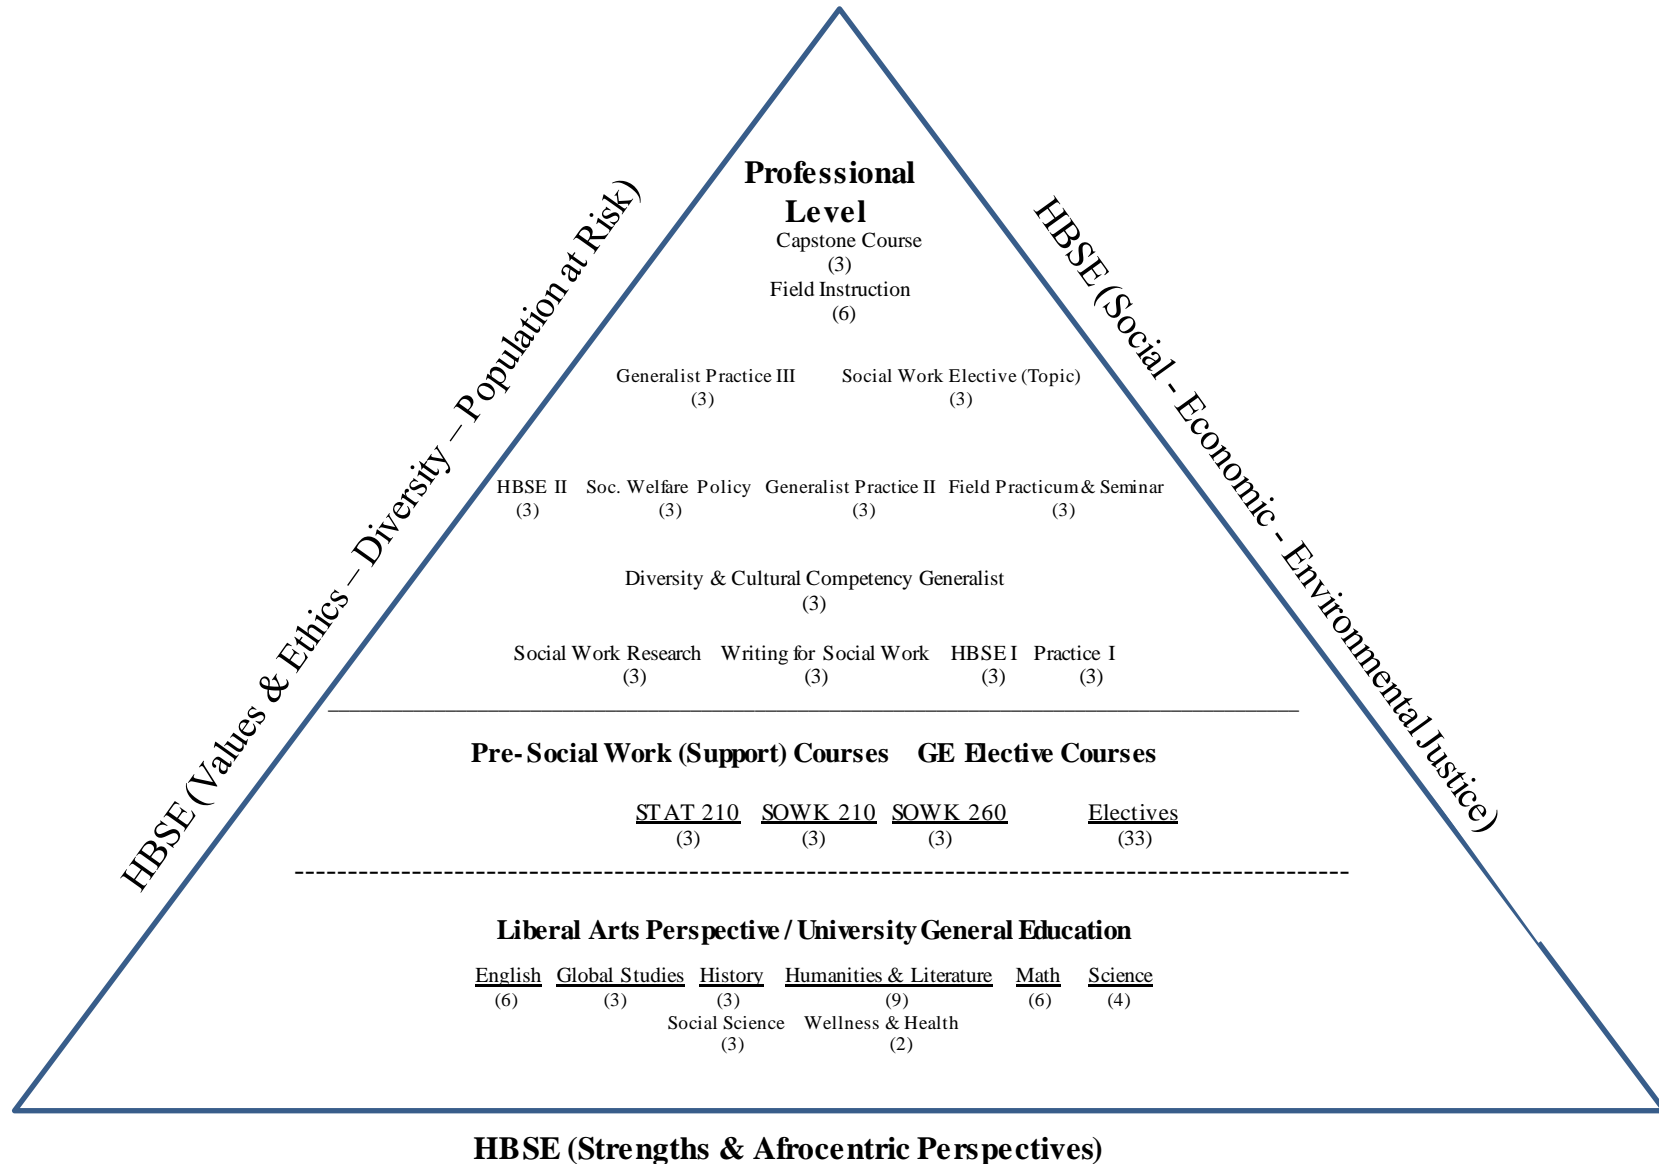 Professional
Level
Capstone Course
(3)
Field Instruction
(6)
Generalist Practice III    Social Work Elective (Topic)
(3)    (3)
HBSE II    Soc. Welfare Policy    Generalist Practice II    Field Practicum & Seminar
(3)    (3)    (3)    (3)
Diversity & Cultural Competency Generalist
(3)
Social Work Research    Writing for Social Work    HBSE I    Practice I
(3)    (3)    (3)    (3)
Pre-Social Work (Support) Courses    GE Elective Courses
STAT 210    SOWK 210    SOWK 260    Electives
(3)    (3)    (3)    (33)
Liberal Arts Perspective / University General Education
English    Global Studies    History    Humanities & Literature    Math    Science
(6)    (3)    (3)    (9)    (6)    (4)
Social Science    Wellness & Health
(3)    (2)
HBSE (Values & Ethics – Diversity – Population at Risk)
HBSE (Social - Economic - Environmental Justice)
HBSE (Strengths & Afrocentric Perspectives)